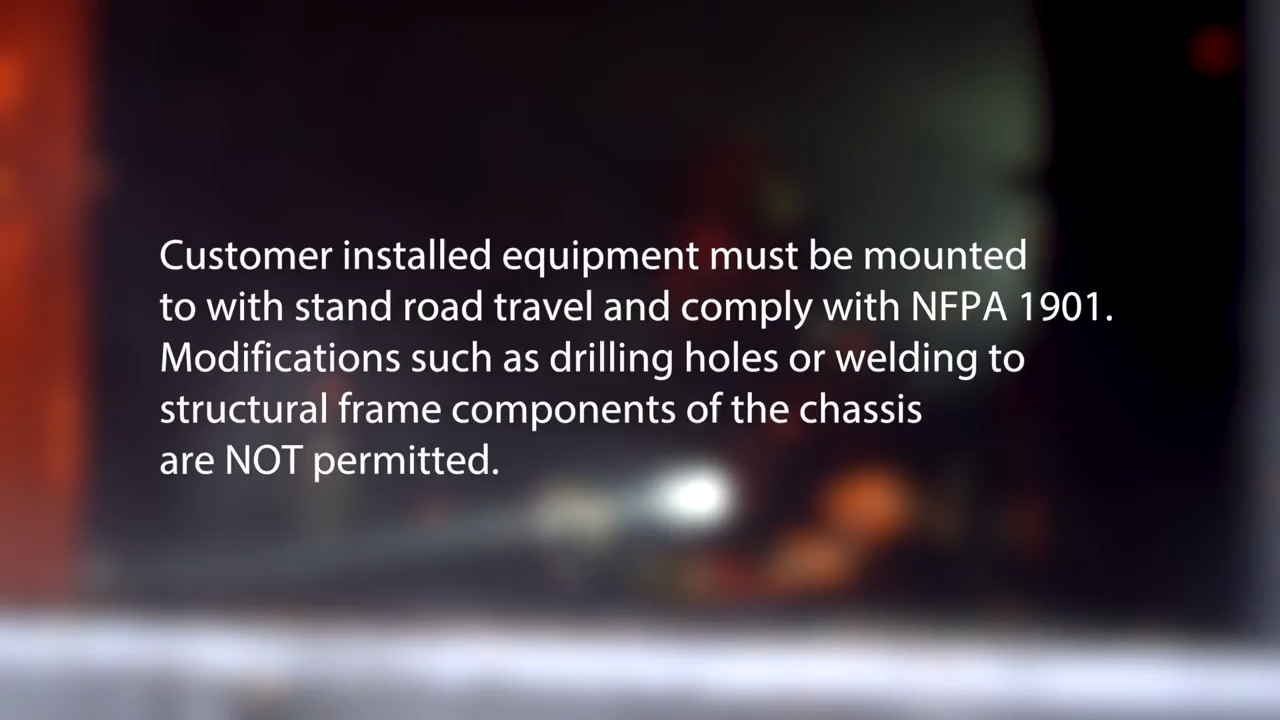 Customer installed equipment must be mounted
to with stand road travel and comply with NFPA 1901.
Modifications such as drilling holes or welding to
structural frame components of the chassis
are NOT permitted.